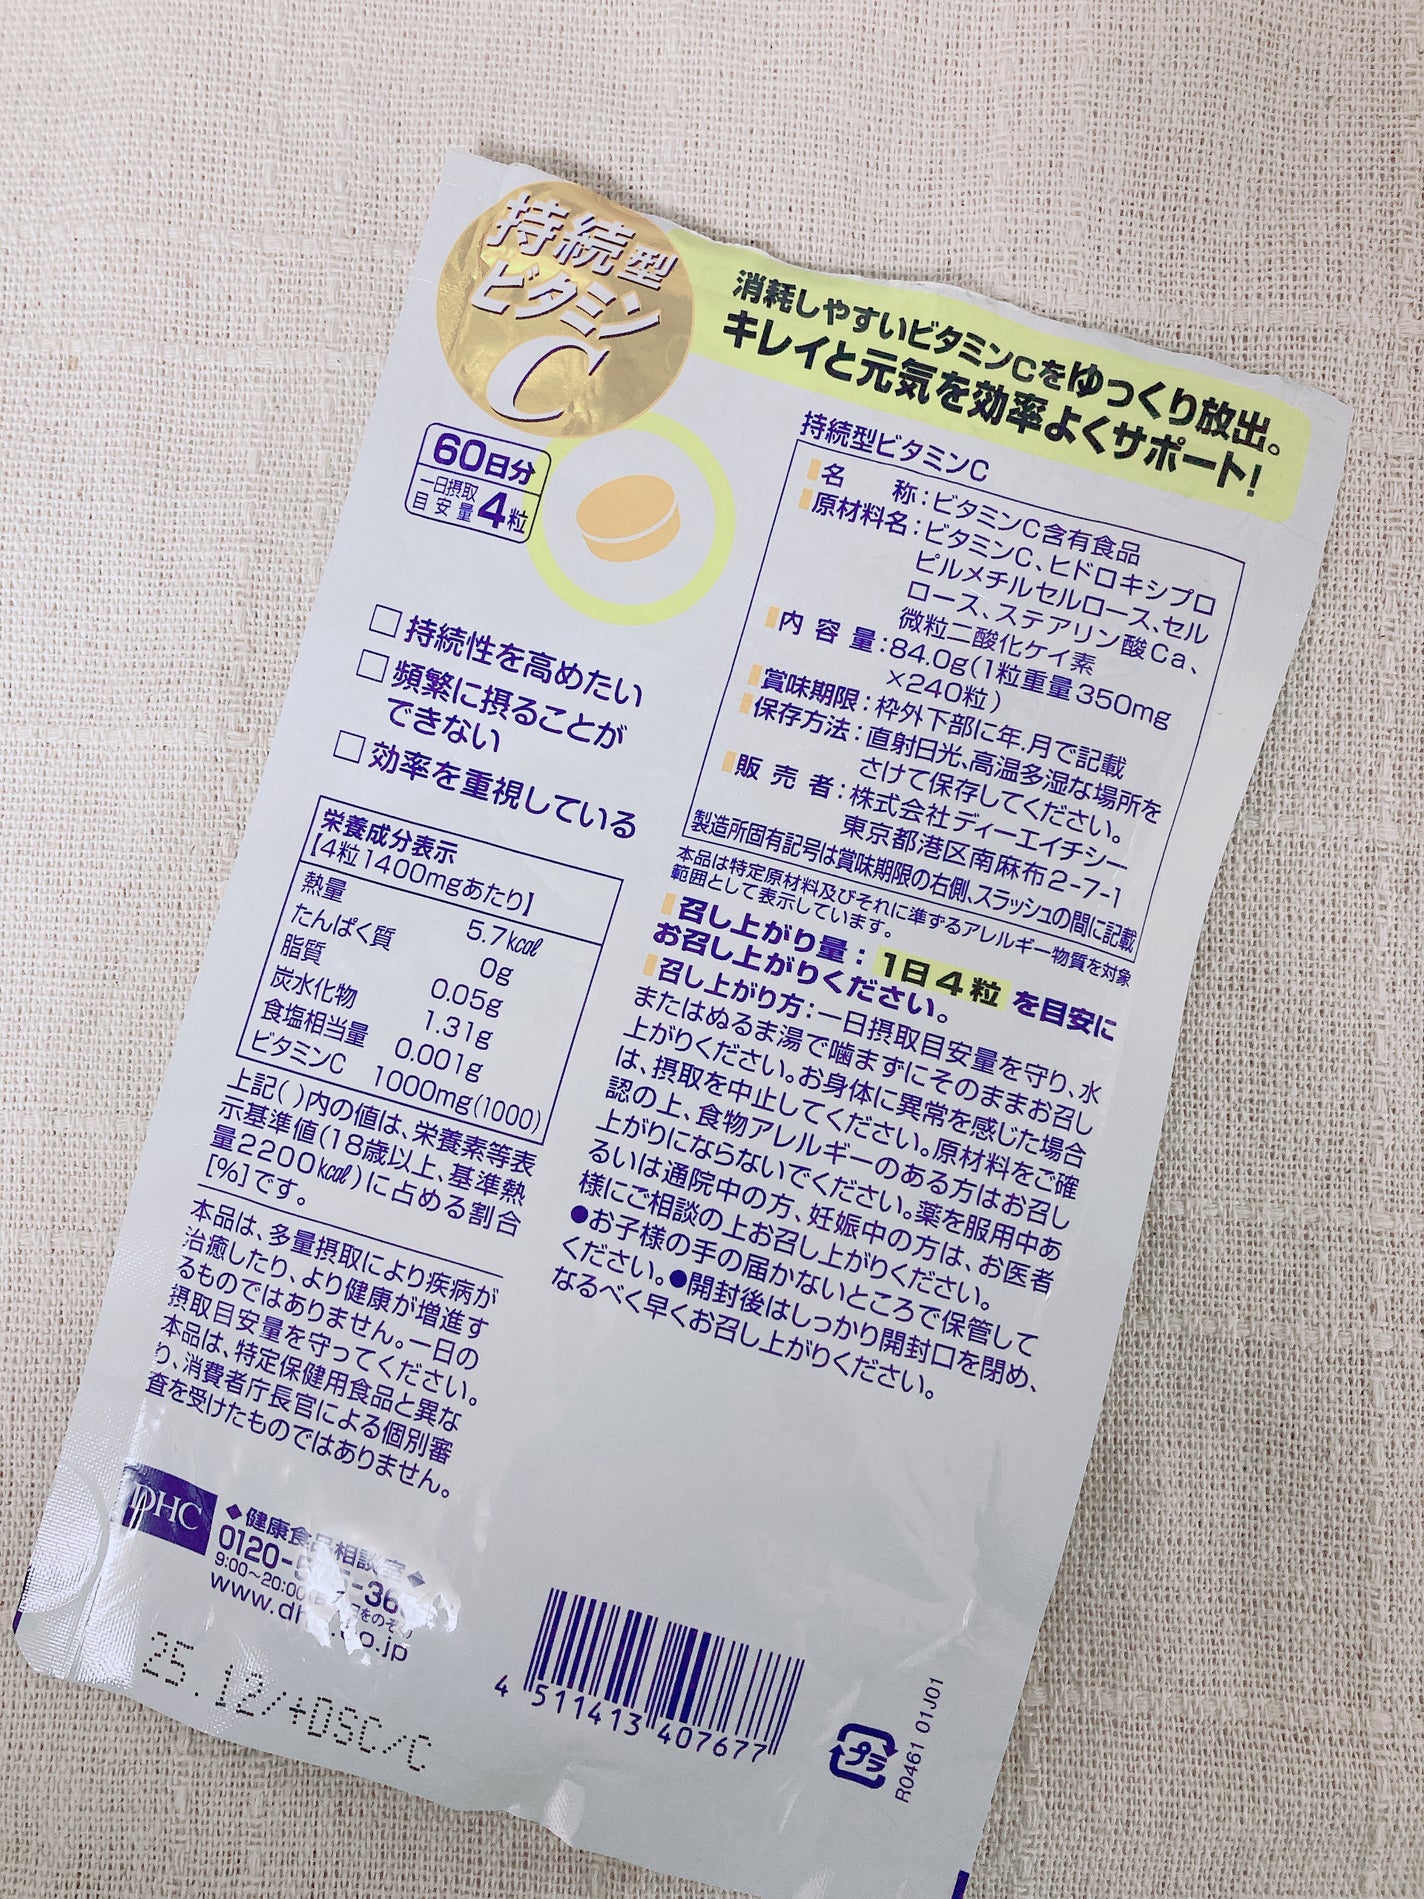 持続型
ビタミン
C
消耗しやすいビタミンCをゆっくり放出。
キレイと元気を効率よくサポート!
60日分
一日摂取
目安量 4粒
□ 持続性を高めたい
□ 頻繁に摂ることが
できない
□ 効率を重視している
栄養成分表示
[4粒1400mgあたり]
熱量 5.7kcal
たんぱく質 0g
脂質 0.05g
炭水化物 1.31g
食塩相当量 0.001g
ビタミンC 1000mg(1000)
上記( )内の値は、栄養素等表
示基準値(18歳以上、基準熱
量2200kcal)に占める割合
[%]です。
本品は、多量摂取により疾病が
治癒したり、より健康が増進す
るものではありません。一日の
摂取目安量を守ってください。
本品は、特定保健用食品と異な
り、消費者庁長官による個別審
査を受けたものではありません。
持続型ビタミンC
名 称:ビタミンC含有食品
原材料名:ビタミンC、ヒドロキシプロ
ピルメチルセルロース、セル
ロース、ステアリン酸Ca、
微粒二酸化ケイ素
内 容 量:84.0g(1粒重量350mg
×240粒)
賞味期限:枠外下部に年.月で記載
保存方法:直射日光、高温多湿な場所を
さけて保存してください。
販 売 者:株式会社ディーエイチシー
東京都港区南麻布2-7-1
製造所固有記号は賞味期限の右側、スラッシュの間に記載
本品は特定原材料及びそれに準ずるアレルギー物質を対象
範囲として表示しています。
召し上がり量:1日4粒を目安に
お召し上がりください。
召し上がり方:一日摂取目安量を守り、水
またはぬるま湯で噛まずにそのままお召し
上がりください。お身体に異常を感じた場合
は、摂取を中止してください。原材料をご確
認の上、食物アレルギーのある方はお召し
上がりにならないでください。薬を服用中あ
るいは通院中の方、妊娠中の方は、お医者
様にご相談の上お召し上がりください。
●お子様の手の届かないところで保管して
ください。●開封後はしっかり開封口を閉め、
なるべく早くお召し上がりください。
DHC
◆健康食品相談室◆
0120-
9:00～20:00
www.dhc.co.jp
25.12/+DSC/C
4 511413 407677
プラ
R0461 01J01